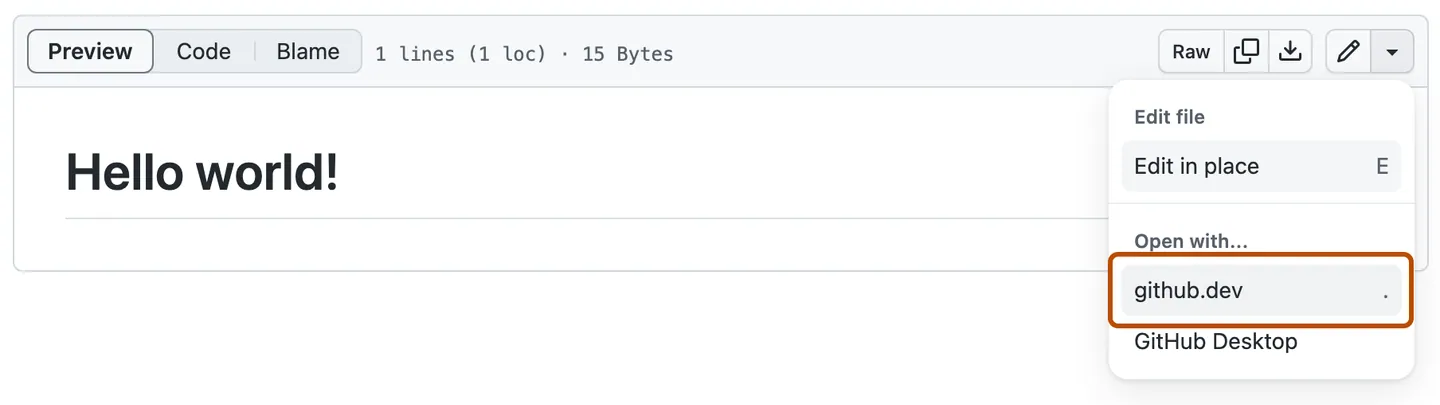 Preview Code Blame 1 lines (1 loc) · 15 Bytes Raw
Edit file
Edit in place E
Hello world!
Open with...
github.dev .
GitHub Desktop